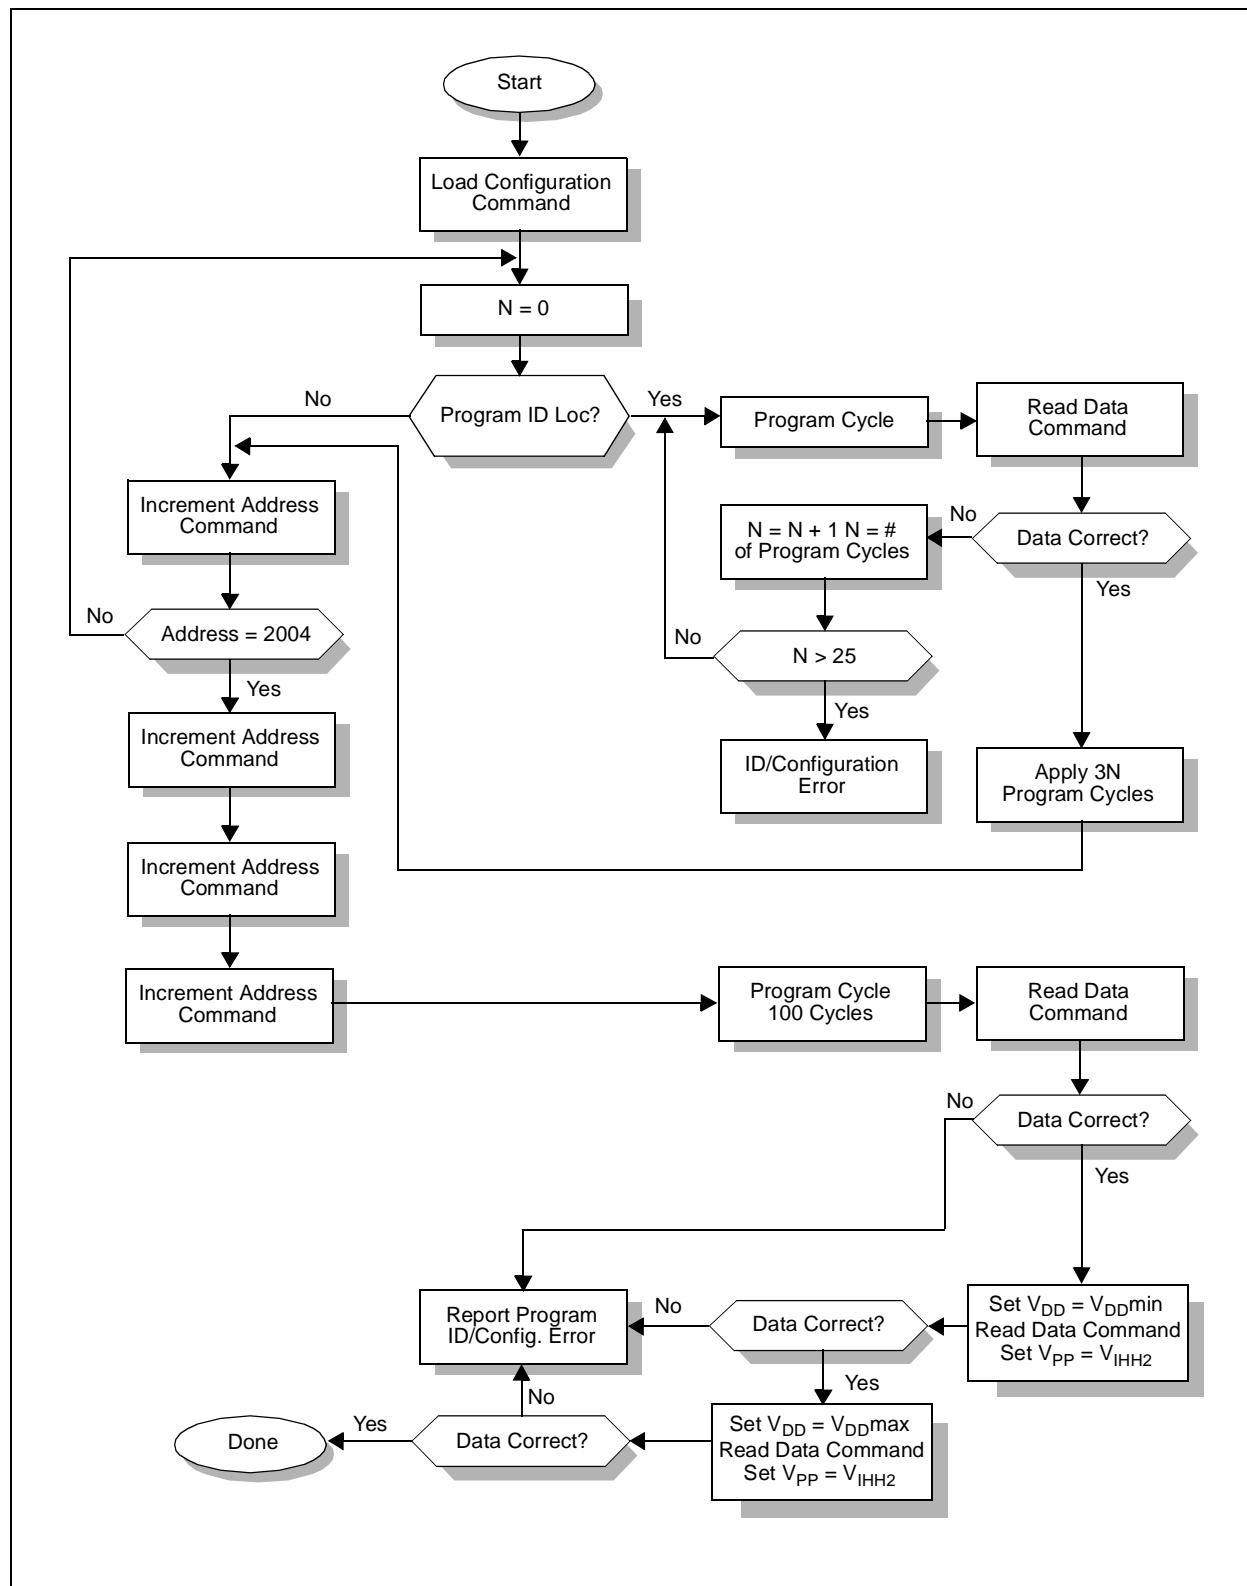 Start
Load Configuration
Command
N = 0
No
Program ID Loc?
Yes
Program Cycle
Read Data
Command
Increment Address
Command
N = N + 1 N = #
of Program Cycles
No
Data Correct?
Yes
No
Address = 2004
Yes
No
N > 25
Yes
Increment Address
Command
ID/Configuration
Error
Apply 3N
Program Cycles
Increment Address
Command
Increment Address
Command
Program Cycle
100 Cycles
Read Data
Command
No
Data Correct?
Yes
Report Program
ID/Config. Error
No
Data Correct?
Yes
Set VDD = VDDmin
Read Data Command
Set VPP = VIHH2
No
Done
Yes
Data Correct?
Set VDD = VDDmax
Read Data Command
Set VPP = VIHH2